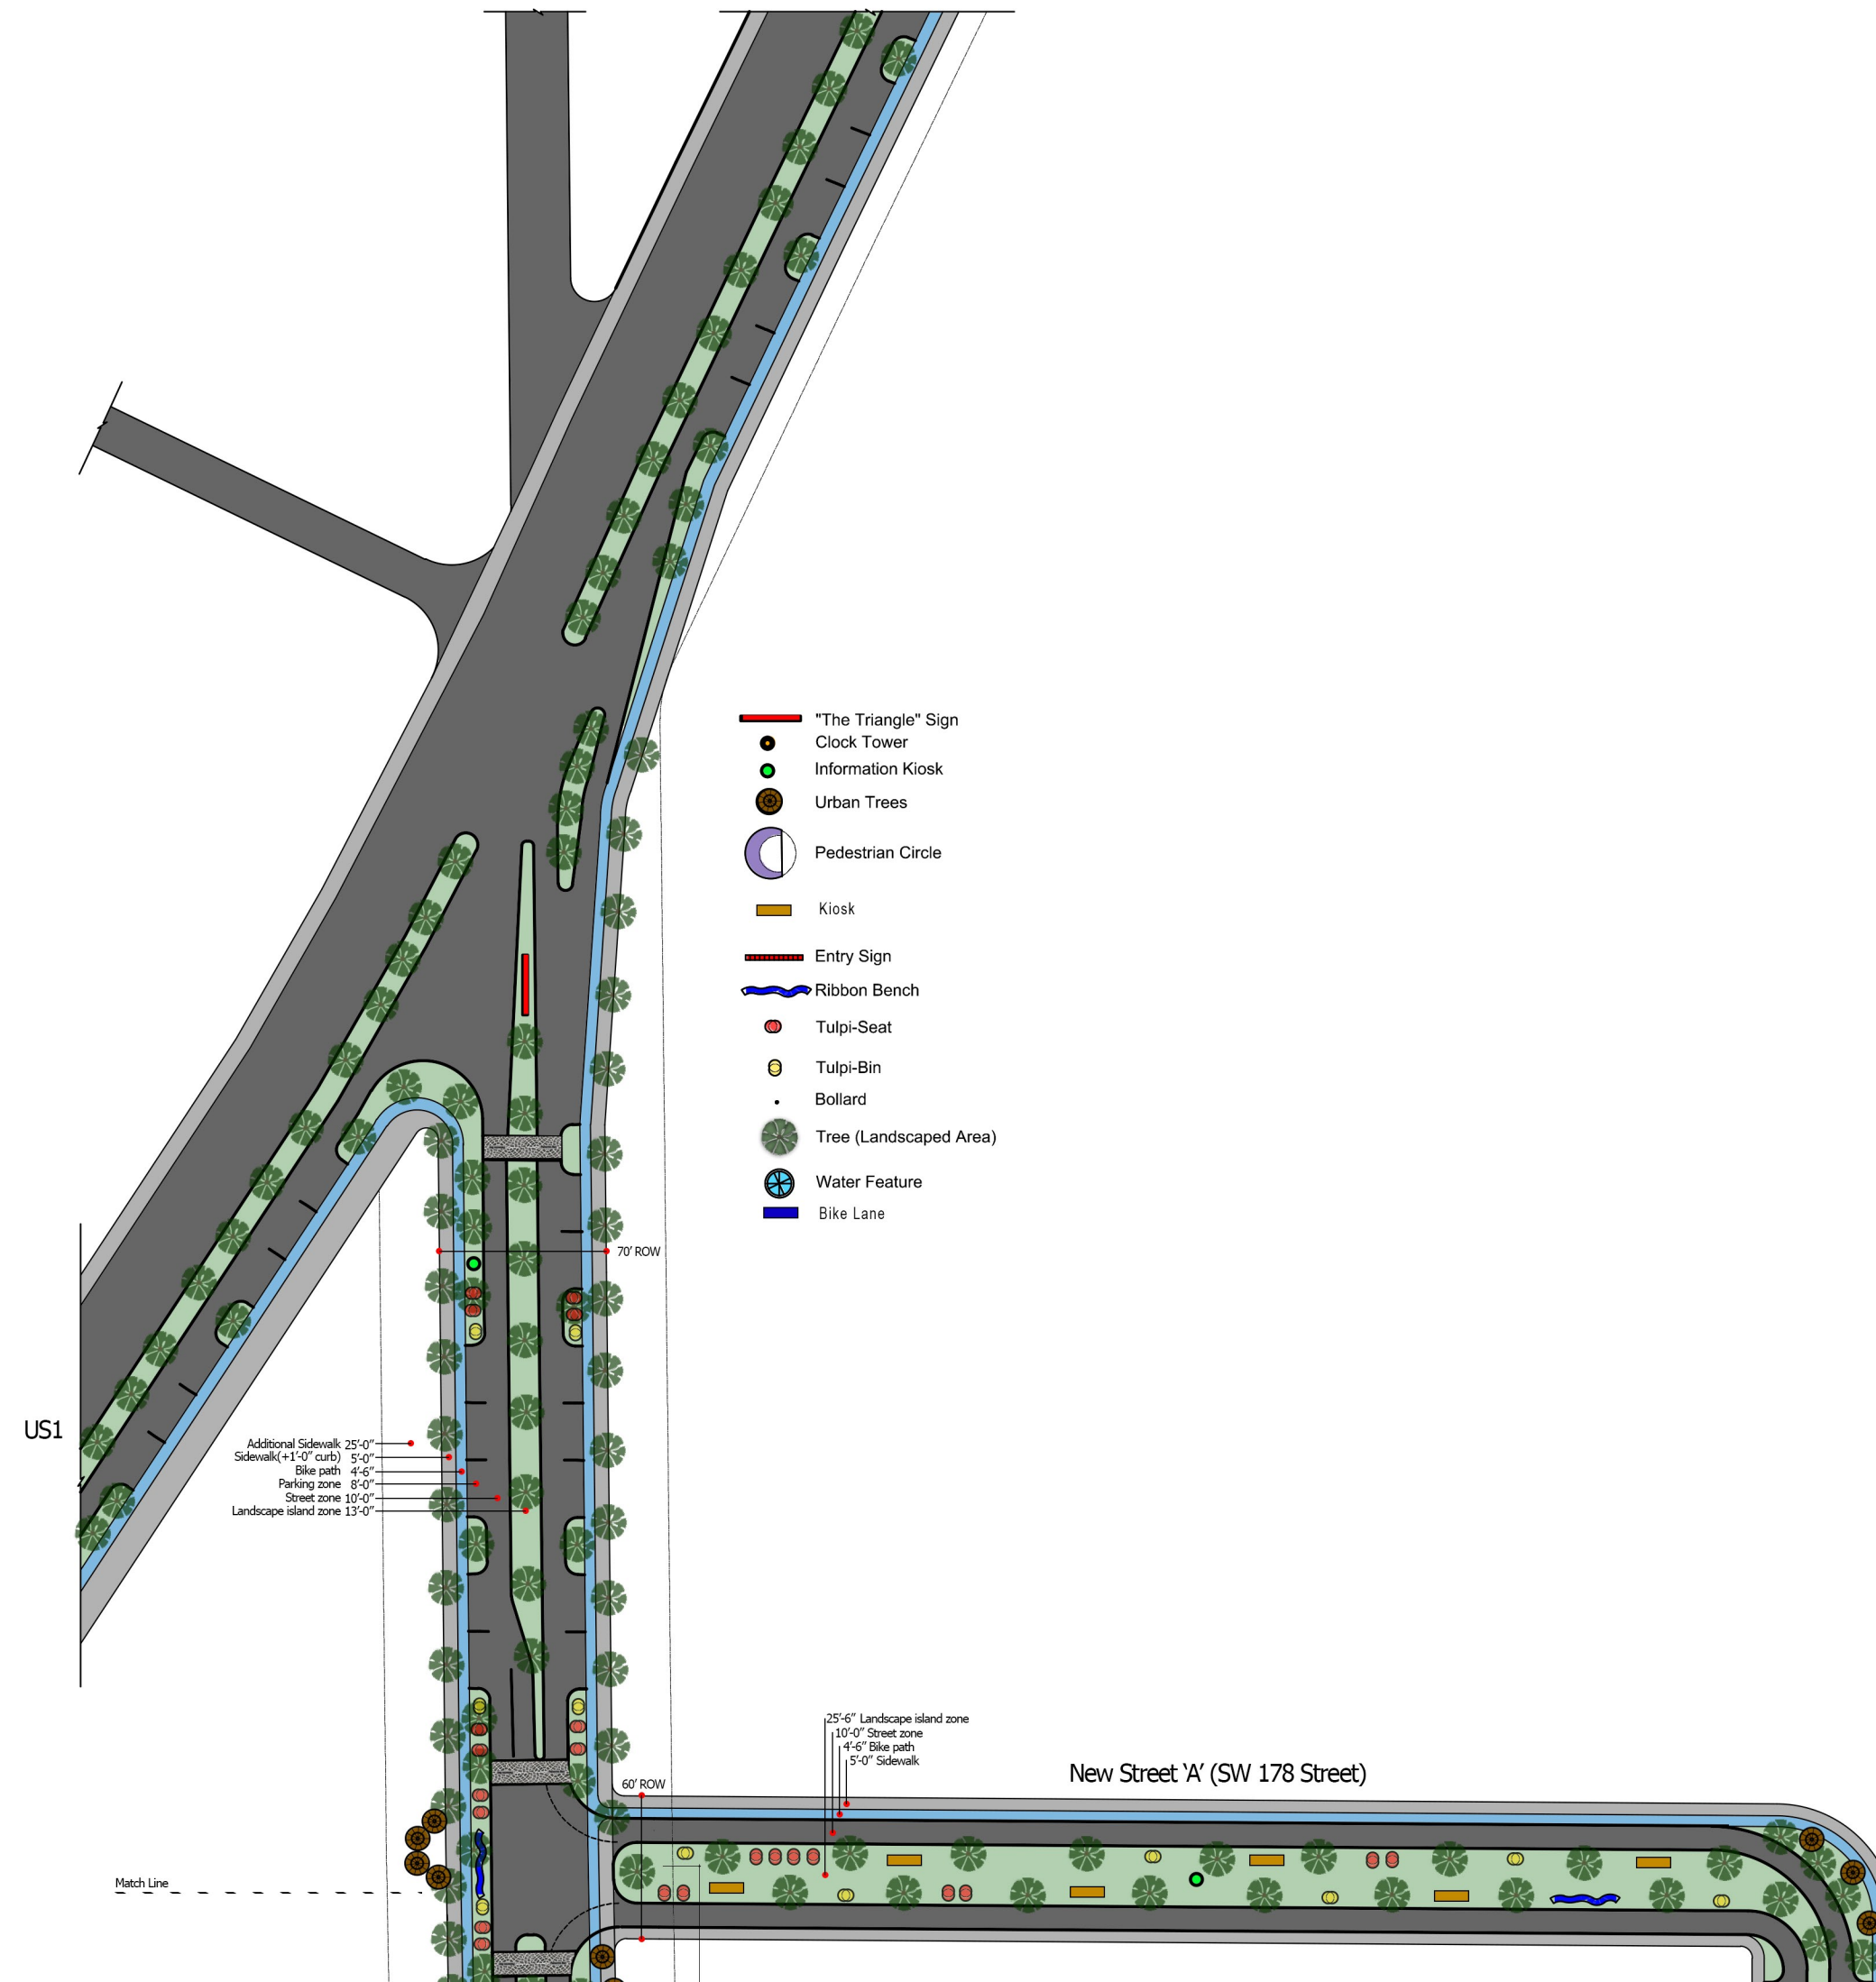 "The Triangle" Sign
Clock Tower
Information Kiosk
Urban Trees
Pedestrian Circle
Kiosk
Entry Sign
Ribbon Bench
Tulpi-Seat
Tulpi-Bin
Bollard
Tree (Landscaped Area)
Water Feature
Bike Lane
70' ROW
US1
Additional Sidewalk 25'-0"
Sidewalk(+1'-0" curb) 5'-0"
Bike path 4'-6"
Parking zone 8'-0"
Street zone 10'-0"
Landscape island zone 13'-0"
25'-6" Landscape island zone
10'-0" Street zone
4'-6" Bike path
5'-0" Sidewalk
60' ROW
New Street 'A' (SW 178 Street)
Match Line